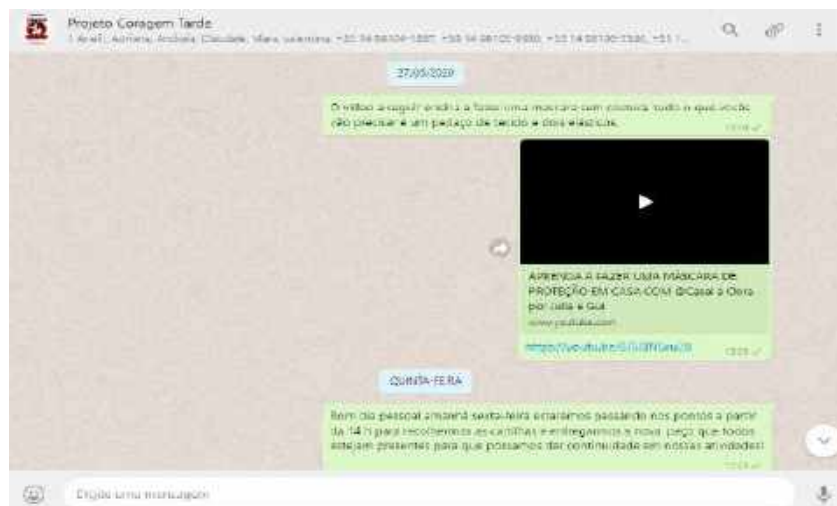 Projeto Coragem Tarde
27/05/2020
O vídeo a seguir ensina a fazer uma máscara sem costura tudo o que vocês
vão precisar é um pedaço de tecido e dois elásticos.
APRENDA A FAZER UMA MÁSCARA DE
PROTEÇÃO EM CASA COM @Casal à Obra
por Julia e Gui
www.youtube.com
QUINTA-FEIRA
Bom dia pessoal amanhã sexta-feira estaremos passando nos pontos a partir
da 14 h para recolhermos as cartilhas e entregarmos a nova peço que todos
estejam presentes para que possamos dar continuidade em nossas atividades!
Digite uma mensagem